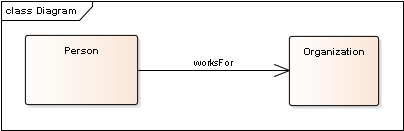 class Diagram
Person
worksFor
Organization